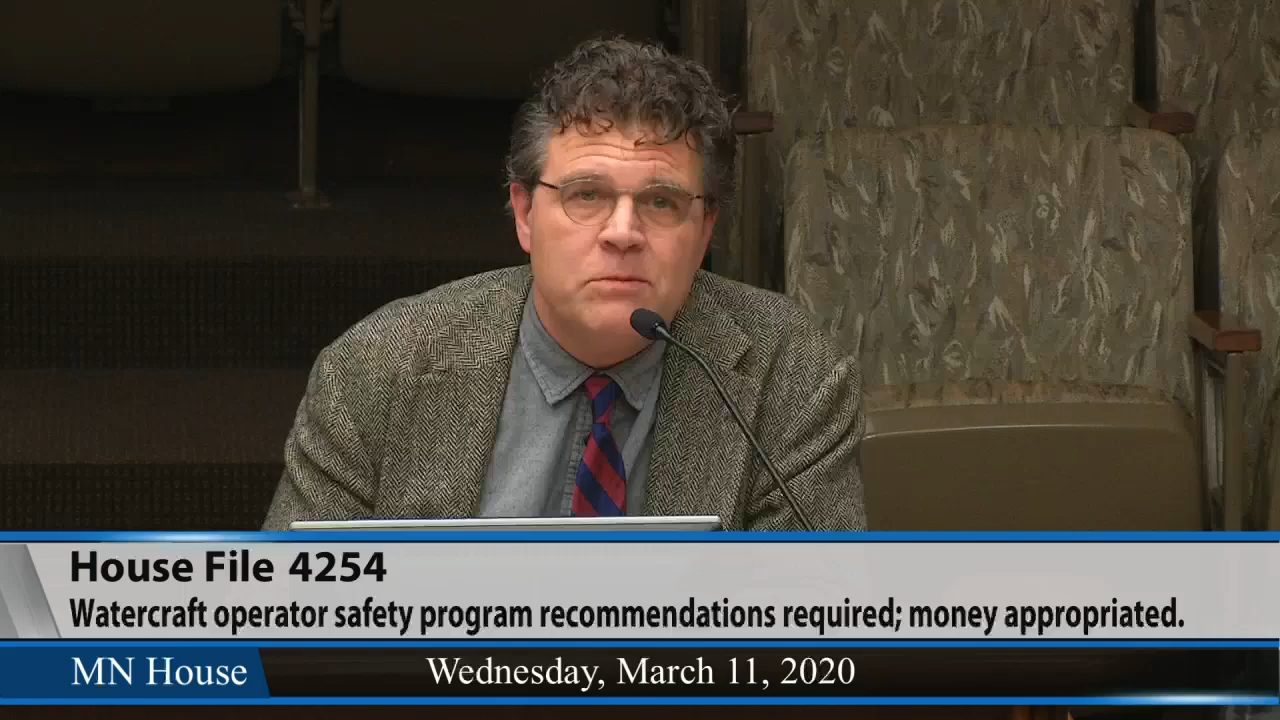 House File 4254
Watercraft operator safety program recommendations required; money appropriated.
MN House
Wednesday, March 11, 2020